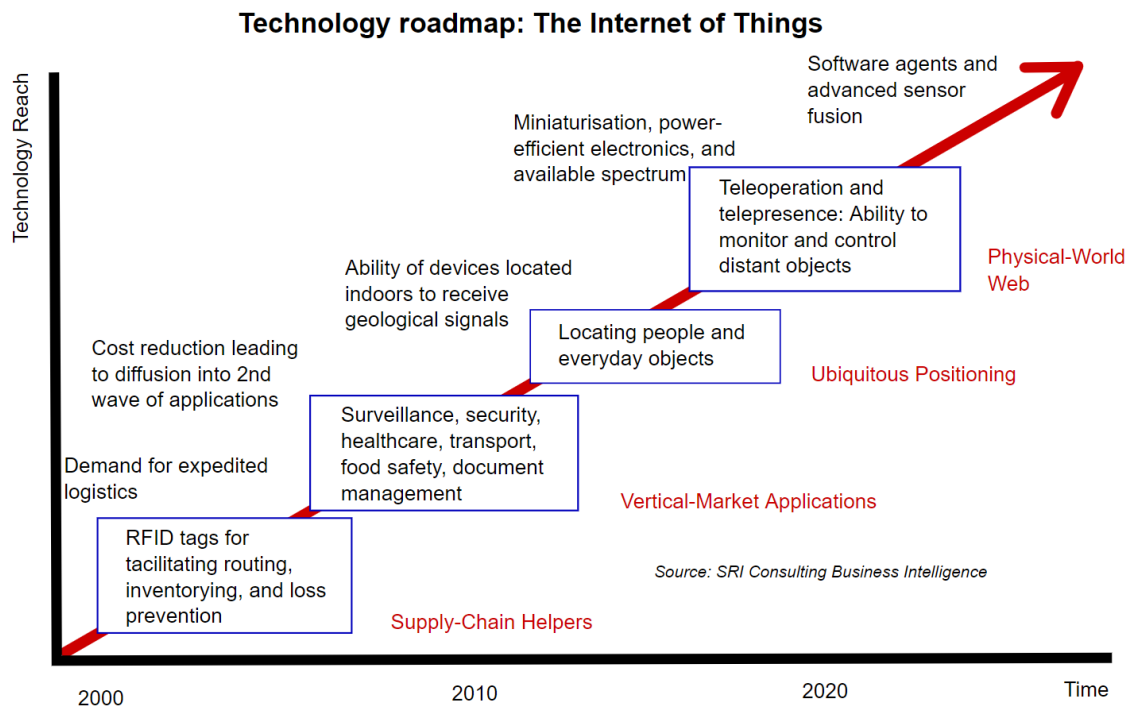 Technology roadmap: The Internet of Things
Technology Reach
Software agents and
advanced sensor
fusion
Miniaturisation, power-
efficient electronics, and
available spectrum
Teleoperation and
telepresence: Ability to
monitor and control
distant objects
Physical-World
Web
Ability of devices located
indoors to receive
geological signals
Locating people and
everyday objects
Ubiquitous Positioning
Cost reduction leading
to diffusion into 2nd
wave of applications
Surveillance, security,
healthcare, transport,
food safety, document
management
Vertical-Market Applications
Demand for expedited
logistics
RFID tags for
tacilitating routing,
inventorying, and loss
prevention
Supply-Chain Helpers
Source: SRI Consulting Business Intelligence
2000
2010
2020
Time